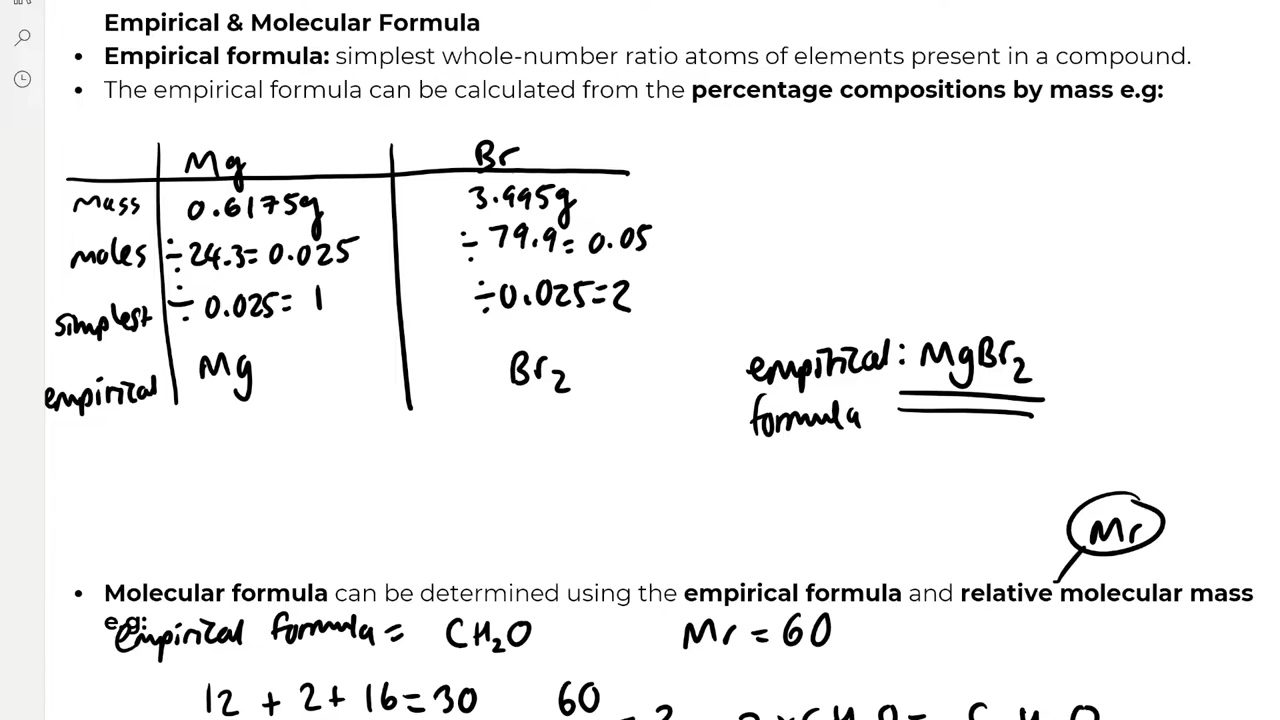 Empirical & Molecular Formula
• Empirical formula: simplest whole-number ratio atoms of elements present in a compound.
• The empirical formula can be calculated from the percentage compositions by mass e.g:
Mg Br
Mass 0.6175g 3.995g
moles ÷24.3=0.025 ÷79.9=0.05
simplest ÷0.025=1 ÷0.025=2
empirical Mg Br2
empirical: MgBr2
formula
Mr
• Molecular formula can be determined using the empirical formula and relative molecular mass
e.g:
Empirical formula = CH2O Mr = 60
12 + 2 + 16 = 30 60